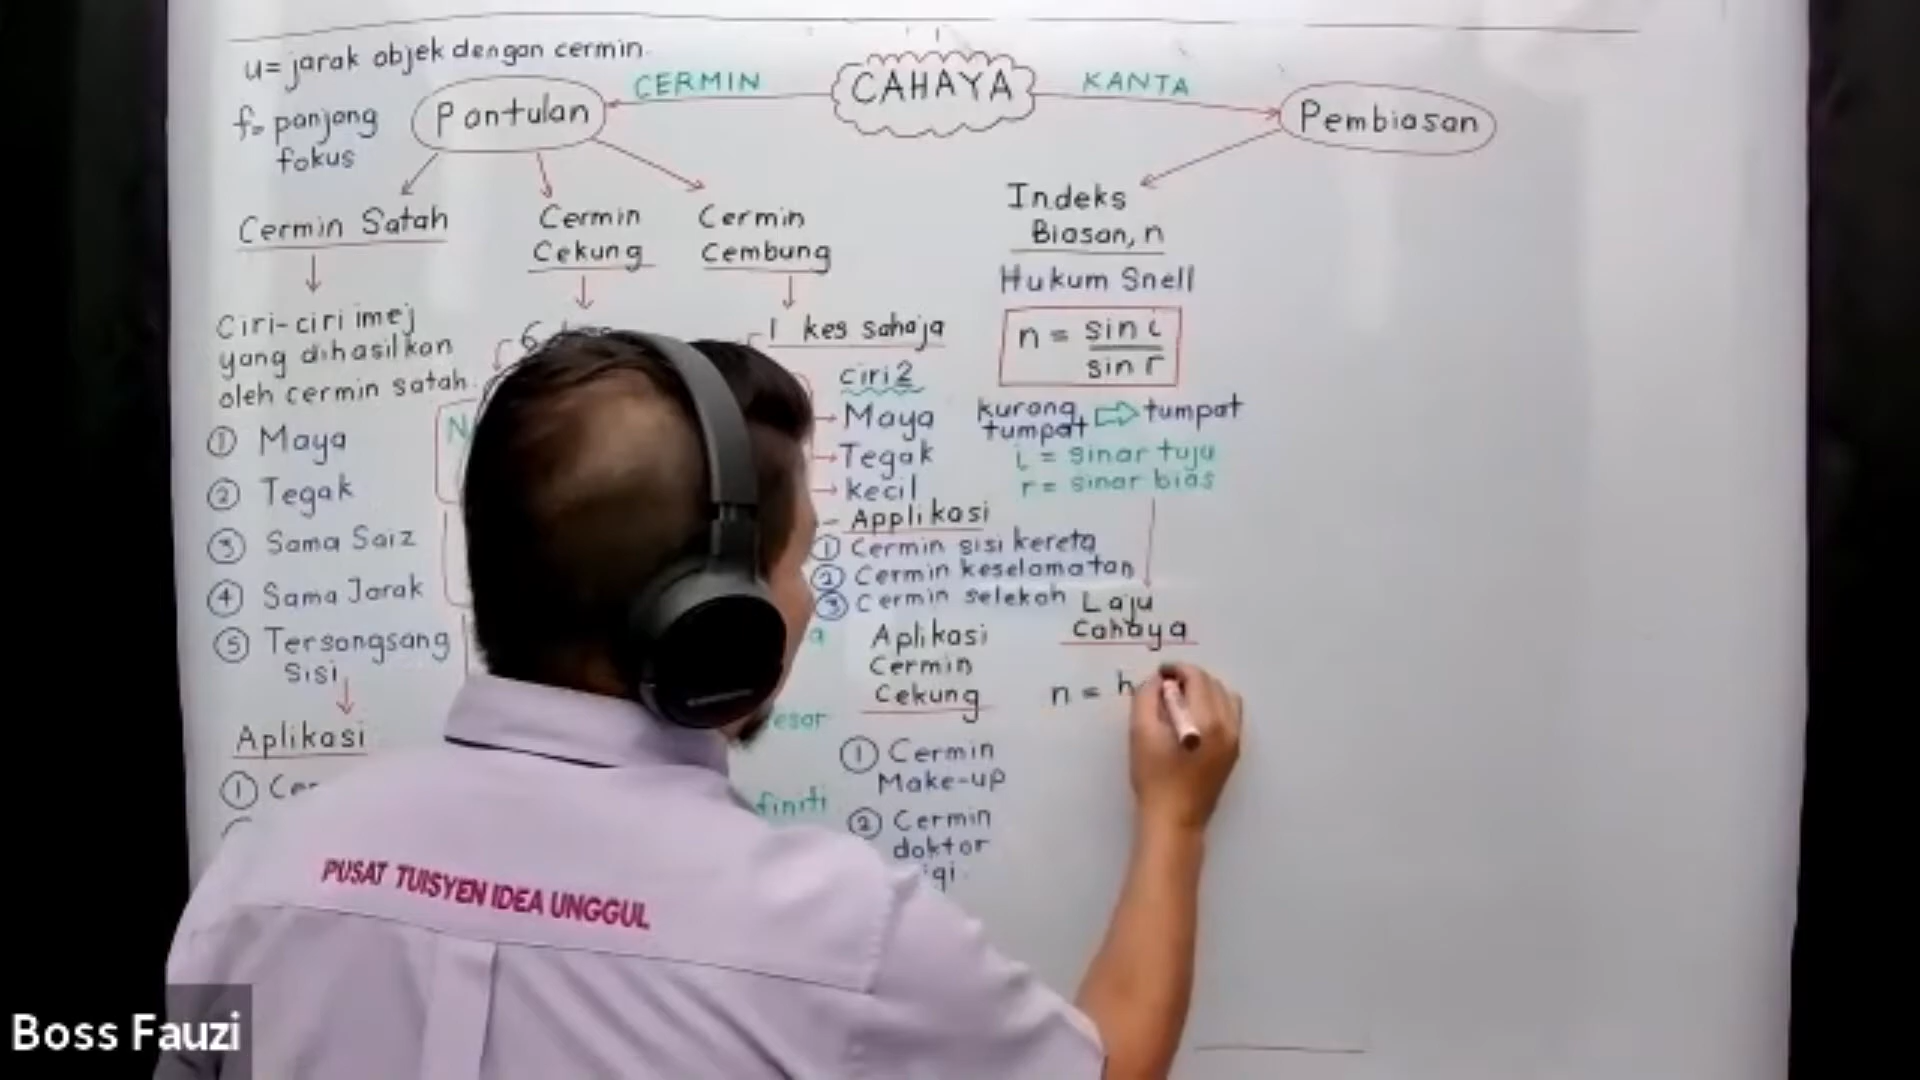 u= jarak objek dengan cermin.
f= panjang
fokus
CERMIN
CAHAYA
KANTA
Pantulan
Pembiasan
Cermin Satah
Ciri-ciri imej
yang dihasilkan
oleh cermin satah.
① Maya
② Tegak
③ Sama Saiz
④ Sama Jarak
⑤ Tersongsang
Sisi
Aplikasi
①
Cermin
Cekung
6
Cermin
Cembung
1 kes sahaja
ciri2
Maya
Tegak
kecil
- Applikasi
① Cermin sisi kereta
② Cermin keselamatan
③ Cermin selekoh
Aplikasi
Cermin
Cekung
① Cermin
Make-up
② Cermin
doktor
Indeks
Biasan, n
Hukum Snell
n = sin i
sin r
kurang tumpat ⇨ tumpat
i = sinar tuju
r = sinar bias
Laju
Cahaya
n = h
PUSAT TUISYEN IDEA UNGGUL
Boss Fauzi